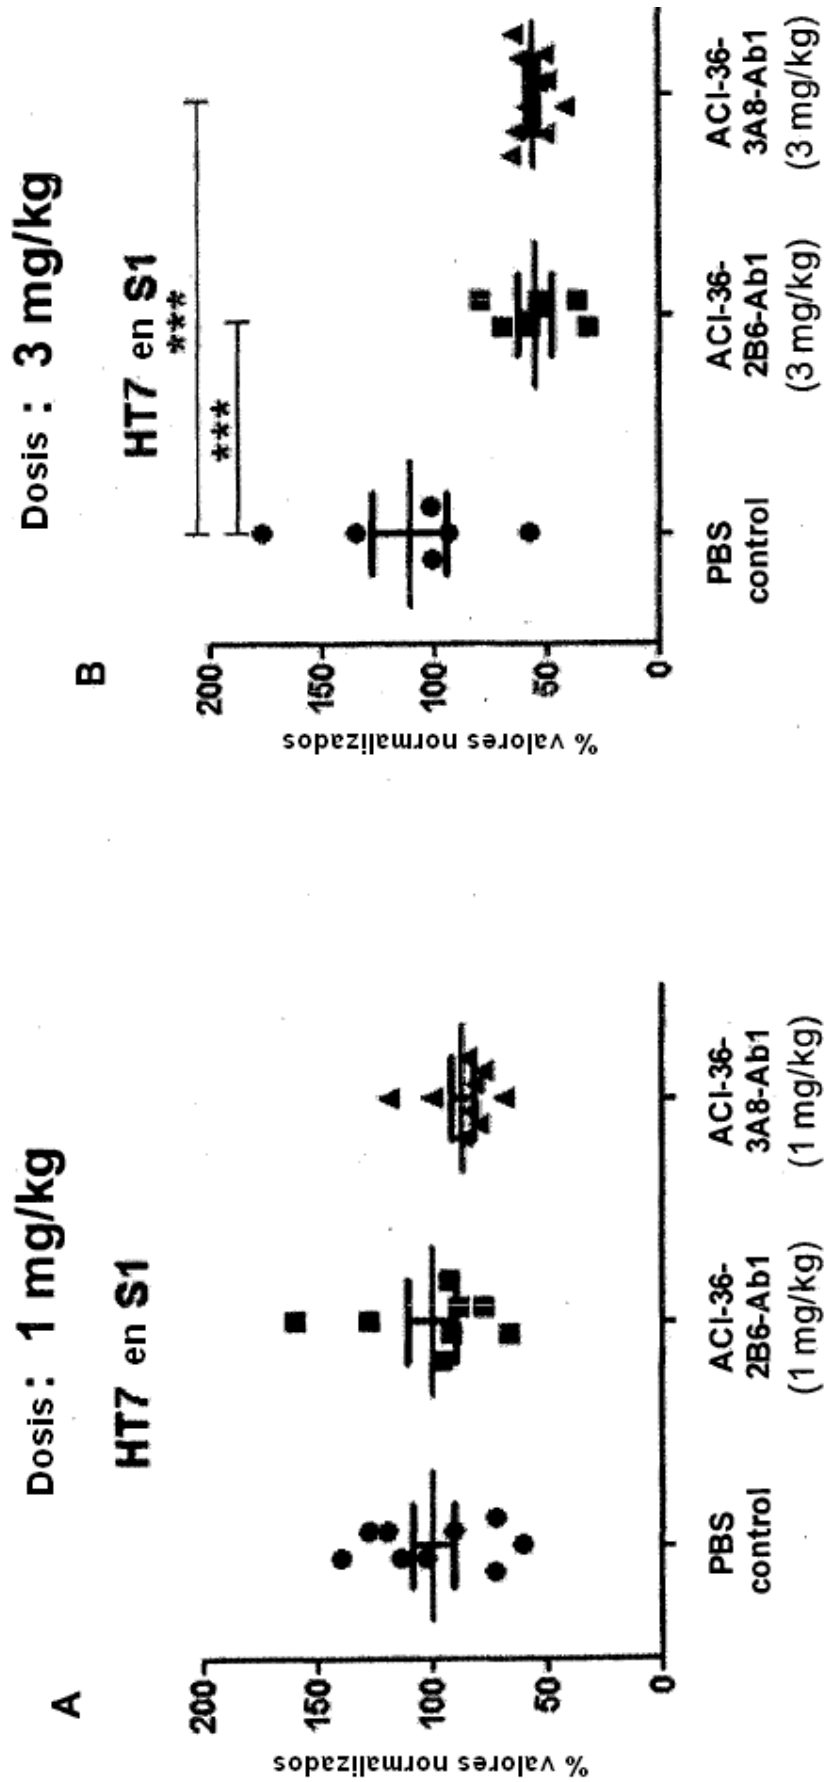 A
Dosis : 1 mg/kg
HT7 en S1
% valores normalizados
200
150
100
50
0
PBS
control
ACI-36-
2B6-Ab1
(1 mg/kg)
ACI-36-
3A8-Ab1
(1 mg/kg)
B
Dosis : 3 mg/kg
HT7 en S1
***
***
% valores normalizados
200
150
100
50
0
PBS
control
ACI-36-
2B6-Ab1
(3 mg/kg)
ACI-36-
3A8-Ab1
(3 mg/kg)